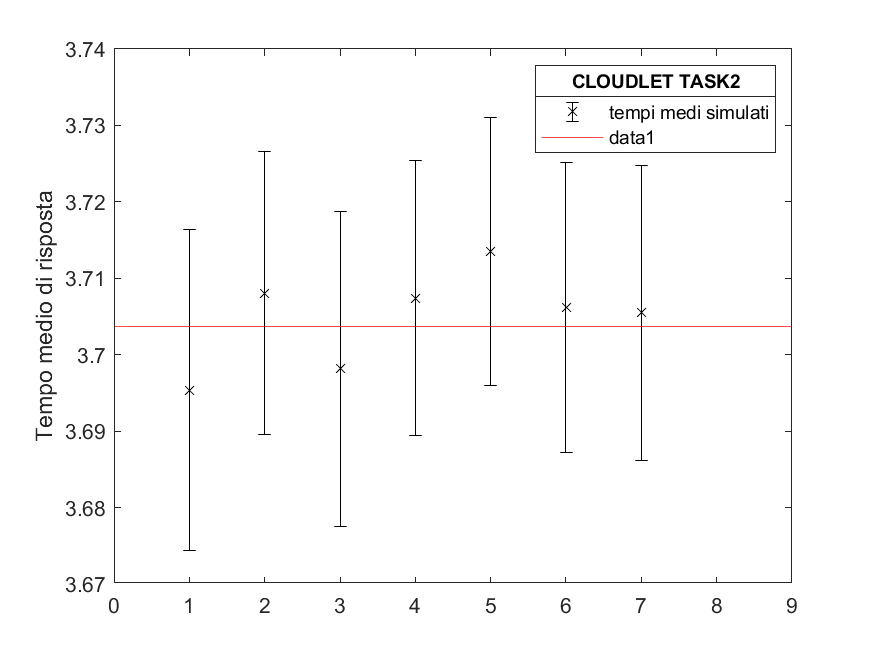 3.74
3.73
3.72
3.71
3.7
3.69
3.68
3.67
0 1 2 3 4 5 6 7 8 9
Tempo medio di risposta
CLOUDLET TASK2
tempi medi simulati
data1